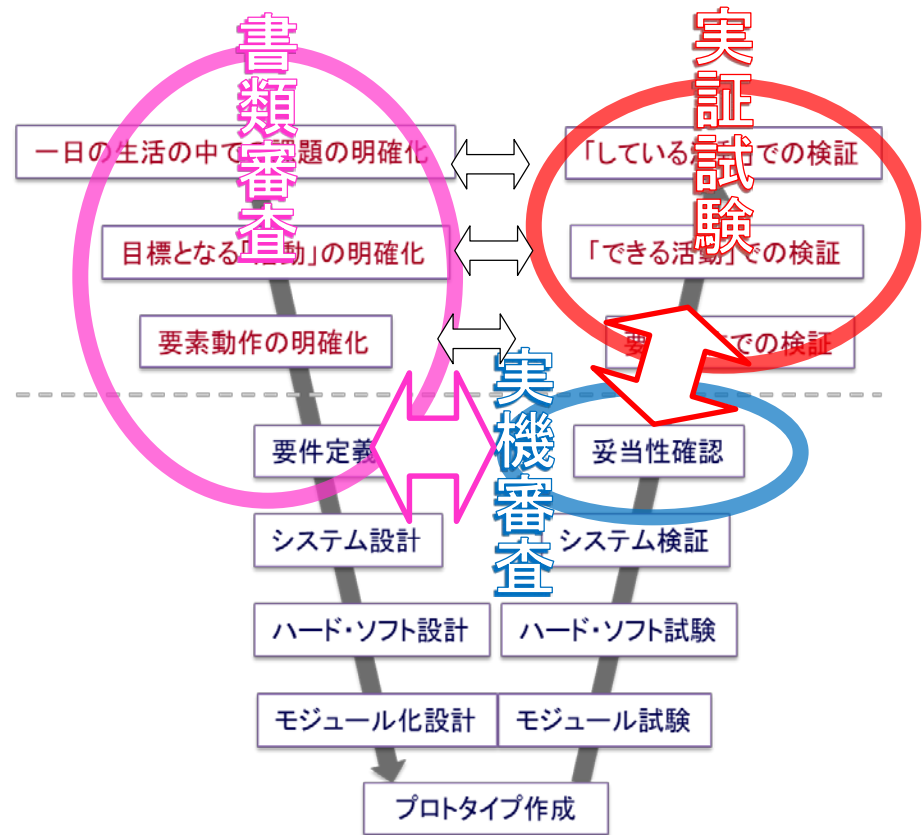 書類審査
実証試験
一日の生活の中での課題の明確化
「している活動」での検証
目標となる「活動」の明確化
「できる活動」での検証
要素動作の明確化
での検証
実機審査
要件定義
妥当性確認
システム設計
システム検証
ハード・ソフト設計
ハード・ソフト試験
モジュール化設計
モジュール試験
プロトタイプ作成